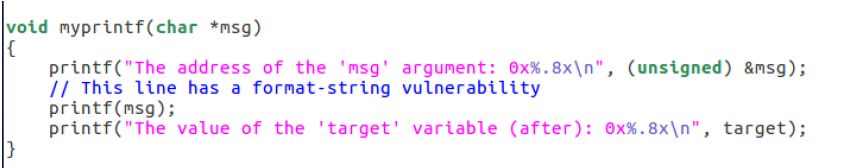 void myprintf(char *msg)
{
    printf("The address of the 'msg' argument: 0x%.8x\n", (unsigned) &msg);
    // This line has a format-string vulnerability
    printf(msg);
    printf("The value of the 'target' variable (after): 0x%.8x\n", target);
}